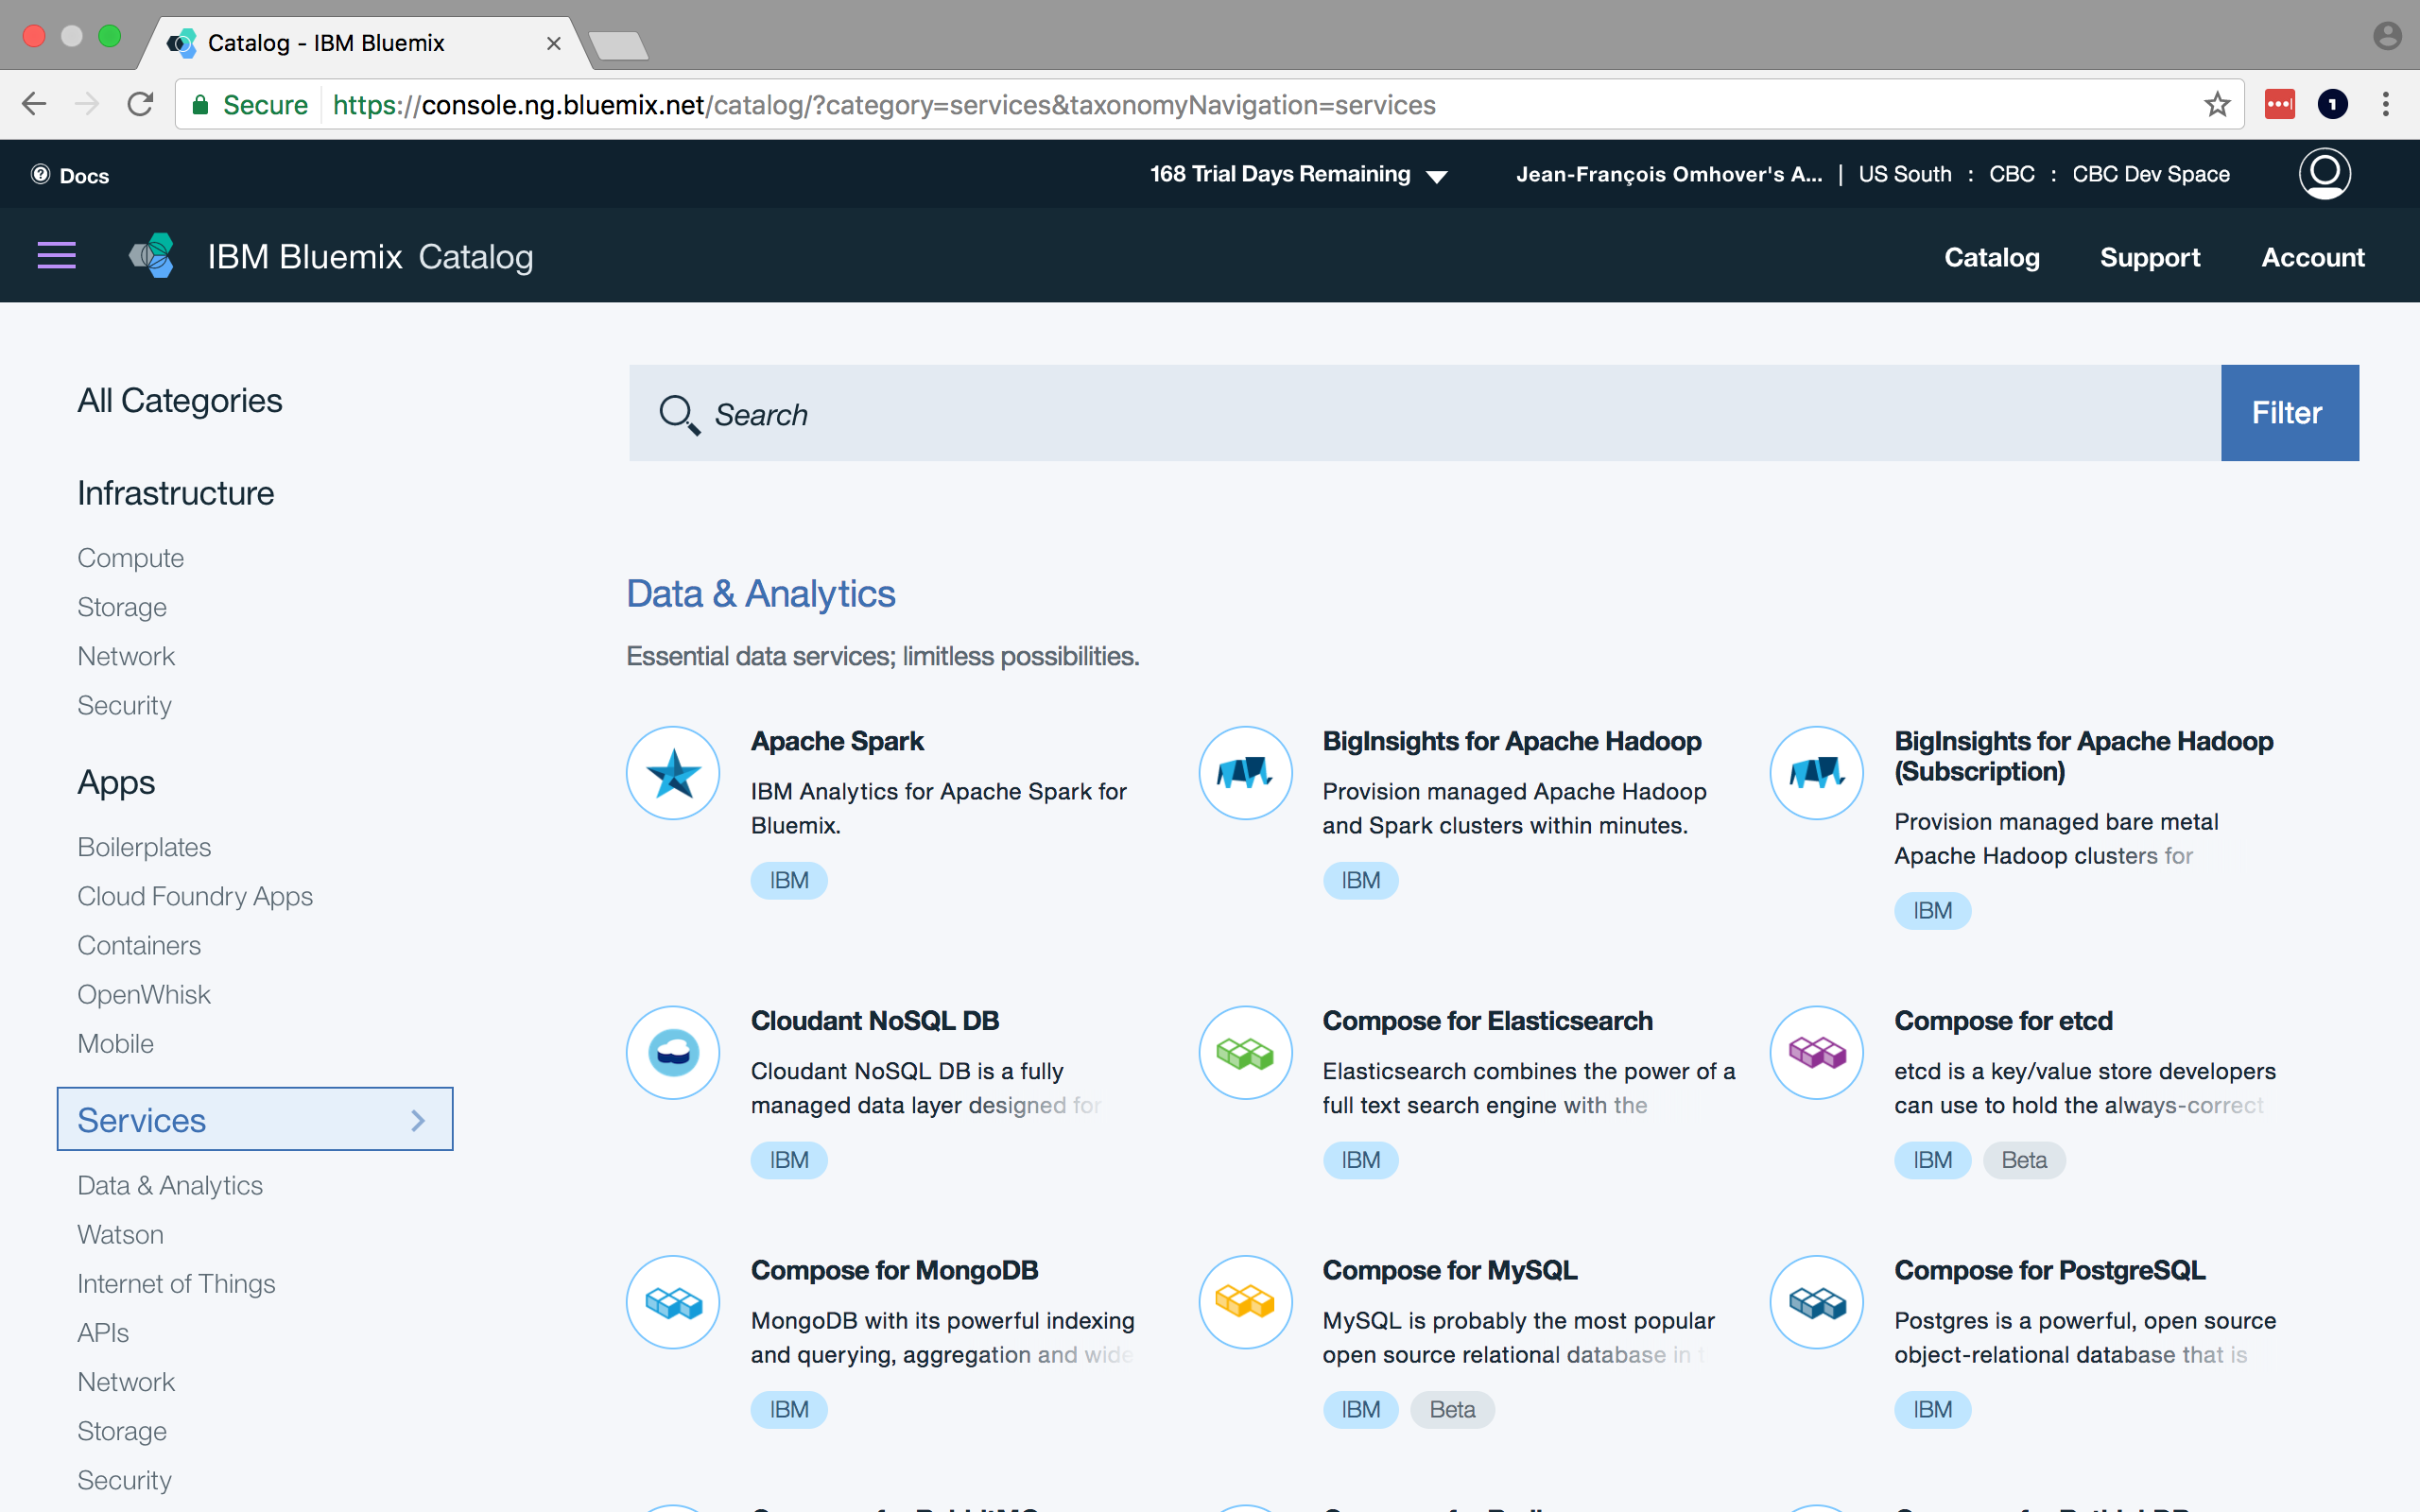 Catalog - IBM Bluemix
Secure https://console.ng.bluemix.net/catalog/?category=services&taxonomyNavigation=services
1
Docs
168 Trial Days Remaining
Jean-François Omhover's A... | US South : CBC : CBC Dev Space
IBM Bluemix Catalog
Catalog
Support
Account
All Categories
Infrastructure
Compute
Storage
Network
Security
Apps
Boilerplates
Cloud Foundry Apps
Containers
OpenWhisk
Mobile
Services
Data & Analytics
Watson
Internet of Things
APIs
Network
Storage
Security
Search
Filter
Data & Analytics
Essential data services; limitless possibilities.
Apache Spark
IBM Analytics for Apache Spark for
Bluemix.
IBM
BigInsights for Apache Hadoop
Provision managed Apache Hadoop
and Spark clusters within minutes.
IBM
BigInsights for Apache Hadoop
(Subscription)
Provision managed bare metal
Apache Hadoop clusters for
IBM
Cloudant NoSQL DB
Cloudant NoSQL DB is a fully
managed data layer designed for
IBM
Compose for Elasticsearch
Elasticsearch combines the power of a
full text search engine with the
IBM
Compose for etcd
etcd is a key/value store developers
can use to hold the always-correct
IBM Beta
Compose for MongoDB
MongoDB with its powerful indexing
and querying, aggregation and wide
IBM
Compose for MySQL
MySQL is probably the most popular
open source relational database in t
IBM Beta
Compose for PostgreSQL
Postgres is a powerful, open source
object-relational database that is
IBM